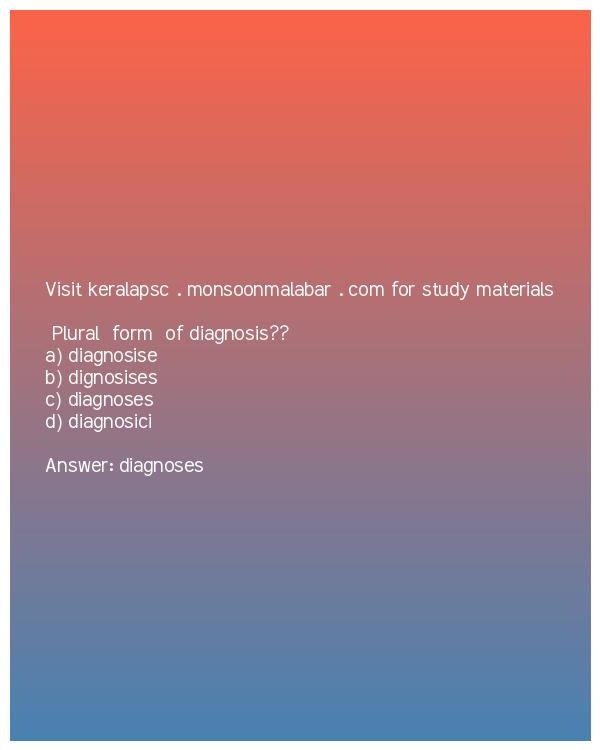 Visit keralapsc . monsoonmalabar . com for study materials
Plural form of diagnosis??
a) diagnosise
b) dignosises
c) diagnoses
d) diagnosici
Answer: diagnoses